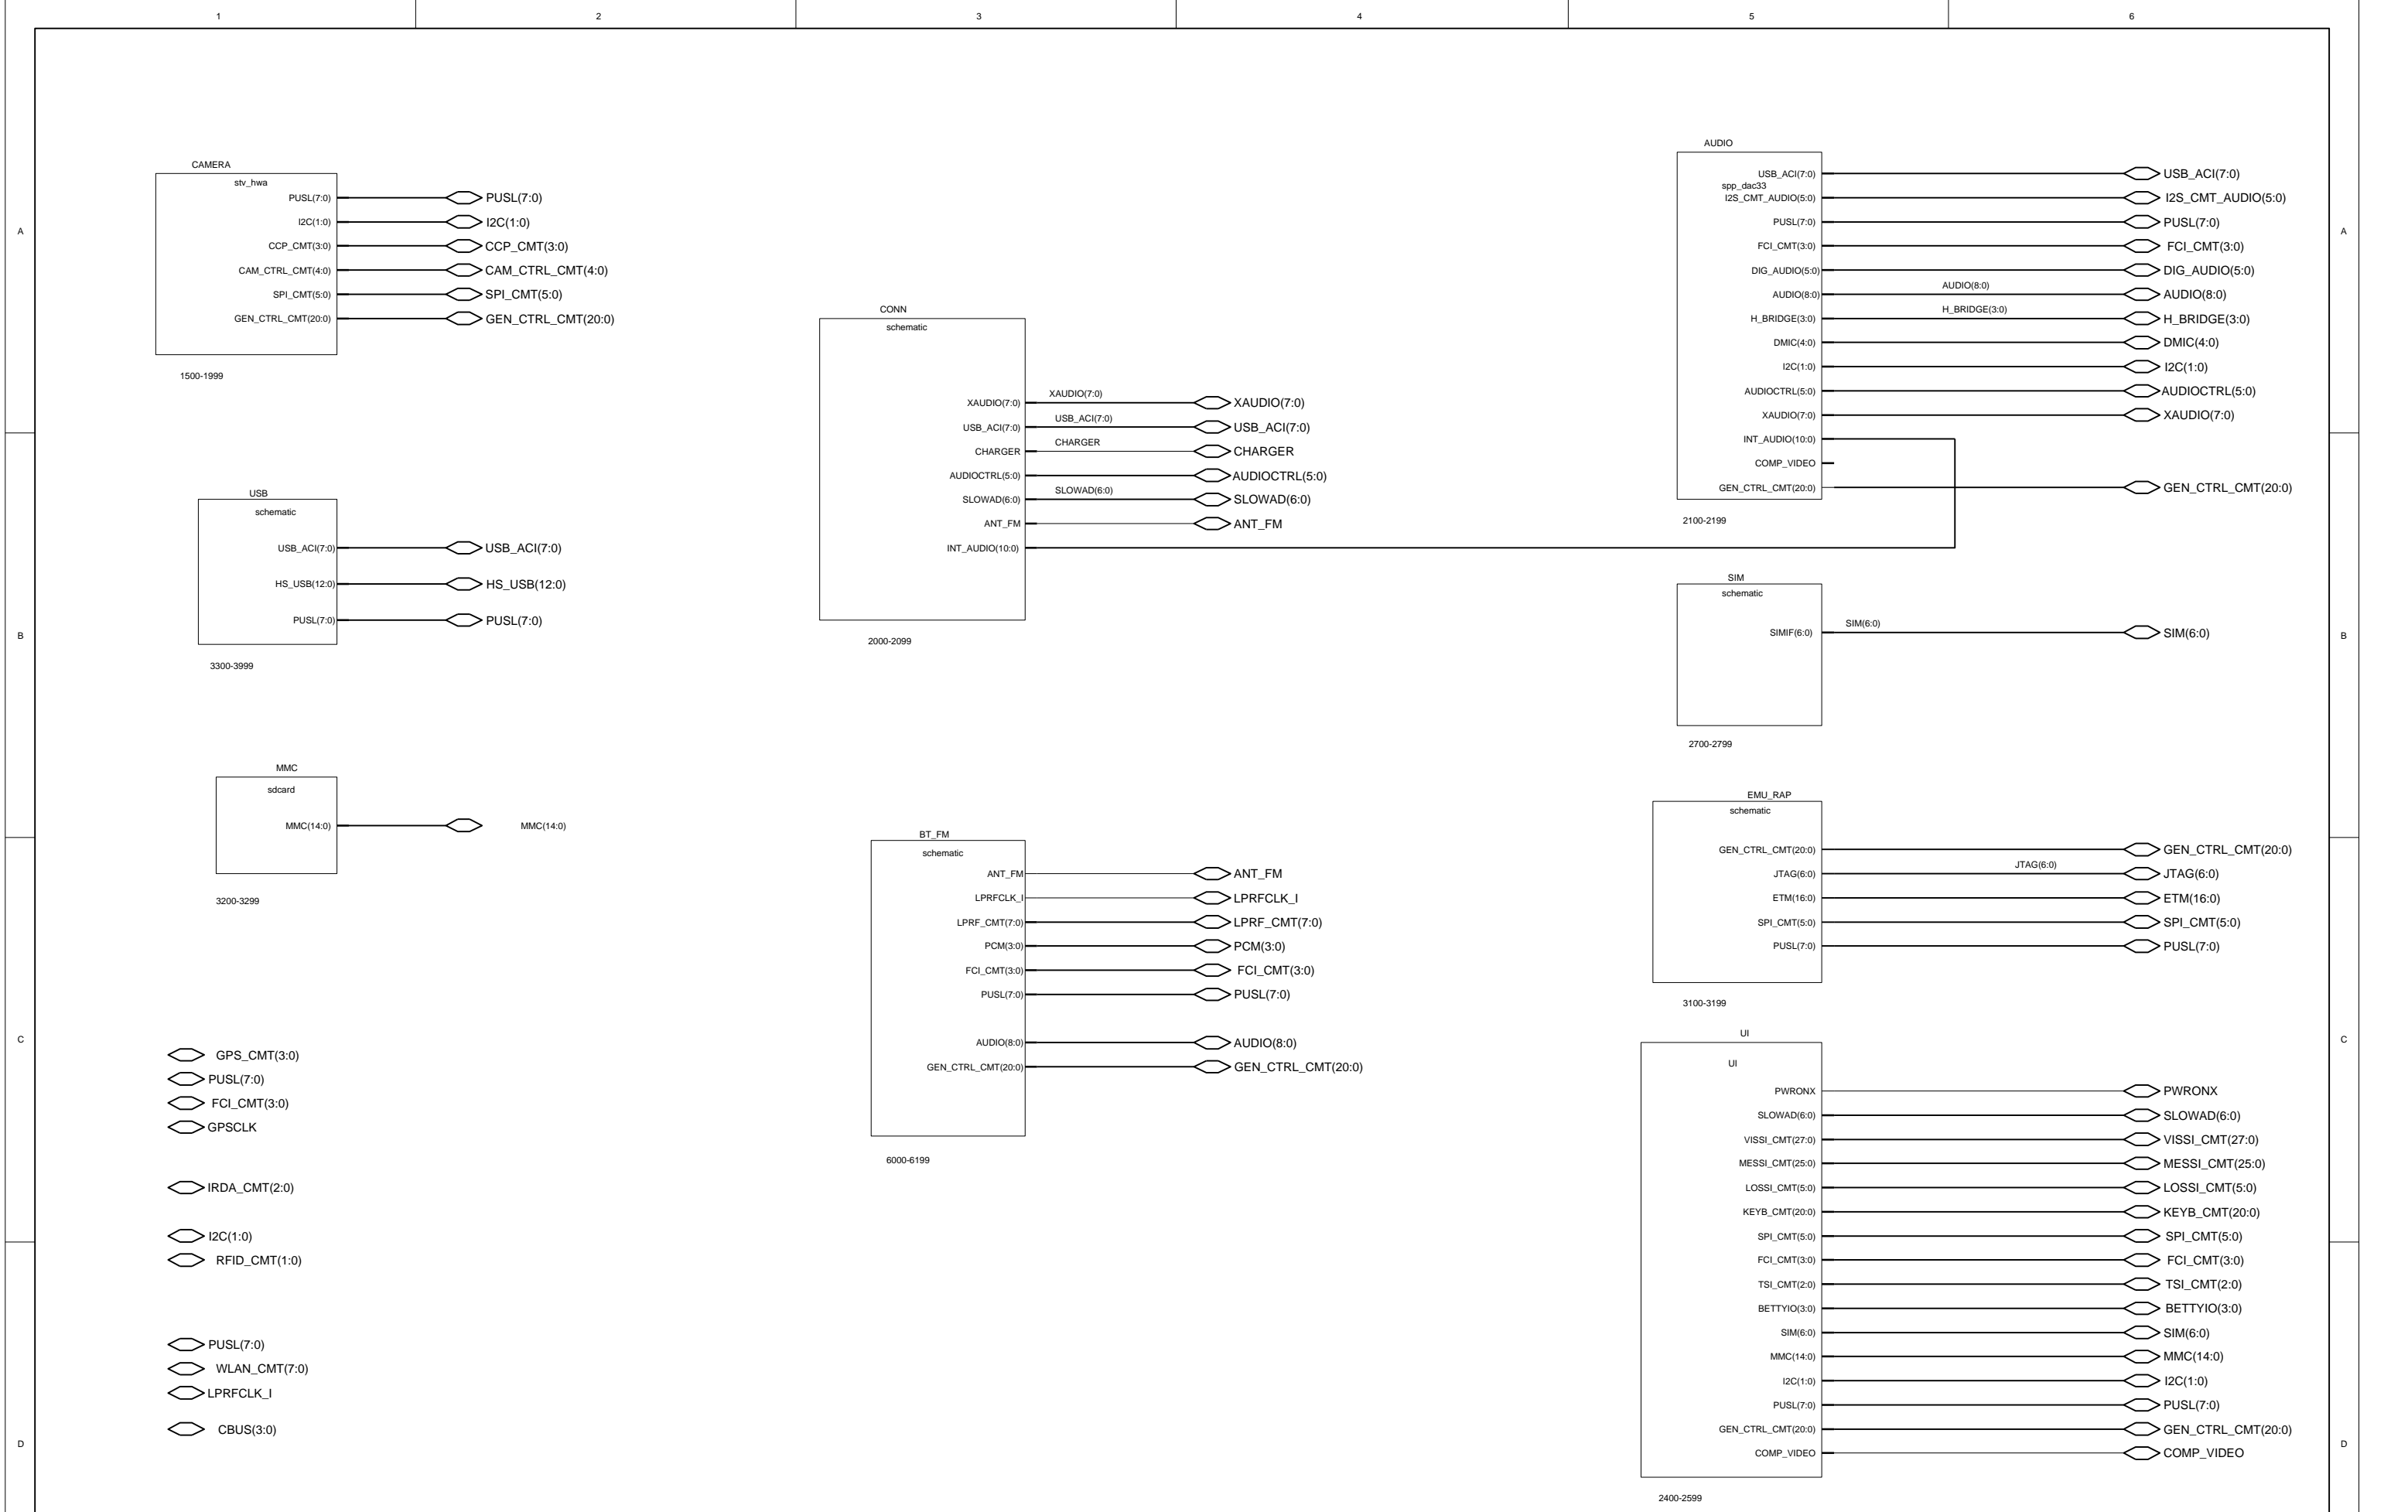 1
2
3
4
5
6
A
B
C
D
A
B
C
D
CAMERA
stv_hwa
PUSL(7:0)
PUSL(7:0)
I2C(1:0)
I2C(1:0)
CCP_CMT(3:0)
CCP_CMT(3:0)
CAM_CTRL_CMT(4:0)
CAM_CTRL_CMT(4:0)
SPI_CMT(5:0)
SPI_CMT(5:0)
GEN_CTRL_CMT(20:0)
GEN_CTRL_CMT(20:0)
1500-1999
USB
schematic
USB_ACI(7:0)
USB_ACI(7:0)
HS_USB(12:0)
HS_USB(12:0)
PUSL(7:0)
PUSL(7:0)
3300-3999
MMC
sdcard
MMC(14:0)
MMC(14:0)
3200-3299
GPS_CMT(3:0)
PUSL(7:0)
FCI_CMT(3:0)
GPSCLK
IRDA_CMT(2:0)
I2C(1:0)
RFID_CMT(1:0)
PUSL(7:0)
WLAN_CMT(7:0)
LPRFCLK_I
CBUS(3:0)
CONN
schematic
XAUDIO(7:0)
XAUDIO(7:0)
XAUDIO(7:0)
USB_ACI(7:0)
USB_ACI(7:0)
USB_ACI(7:0)
CHARGER
CHARGER
CHARGER
AUDIOCTRL(5:0)
AUDIOCTRL(5:0)
SLOWAD(6:0)
SLOWAD(6:0)
SLOWAD(6:0)
ANT_FM
ANT_FM
INT_AUDIO(10:0)
2000-2099
BT_FM
schematic
ANT_FM
ANT_FM
LPRFCLK_I
LPRFCLK_I
LPRF_CMT(7:0)
LPRF_CMT(7:0)
PCM(3:0)
PCM(3:0)
FCI_CMT(3:0)
FCI_CMT(3:0)
PUSL(7:0)
PUSL(7:0)
AUDIO(8:0)
AUDIO(8:0)
GEN_CTRL_CMT(20:0)
GEN_CTRL_CMT(20:0)
6000-6199
AUDIO
USB_ACI(7:0)
USB_ACI(7:0)
spp_dac33
I2S_CMT_AUDIO(5:0)
I2S_CMT_AUDIO(5:0)
PUSL(7:0)
PUSL(7:0)
FCI_CMT(3:0)
FCI_CMT(3:0)
DIG_AUDIO(5:0)
DIG_AUDIO(5:0)
AUDIO(8:0)
AUDIO(8:0)
AUDIO(8:0)
H_BRIDGE(3:0)
H_BRIDGE(3:0)
H_BRIDGE(3:0)
DMIC(4:0)
DMIC(4:0)
I2C(1:0)
I2C(1:0)
AUDIOCTRL(5:0)
AUDIOCTRL(5:0)
XAUDIO(7:0)
XAUDIO(7:0)
INT_AUDIO(10:0)
COMP_VIDEO
GEN_CTRL_CMT(20:0)
GEN_CTRL_CMT(20:0)
2100-2199
SIM
schematic
SIMIF(6:0)
SIM(6:0)
SIM(6:0)
2700-2799
EMU_RAP
schematic
GEN_CTRL_CMT(20:0)
GEN_CTRL_CMT(20:0)
JTAG(6:0)
JTAG(6:0)
JTAG(6:0)
ETM(16:0)
ETM(16:0)
SPI_CMT(5:0)
SPI_CMT(5:0)
PUSL(7:0)
PUSL(7:0)
3100-3199
UI
UI
PWRONX
PWRONX
SLOWAD(6:0)
SLOWAD(6:0)
VISSI_CMT(27:0)
VISSI_CMT(27:0)
MESSI_CMT(25:0)
MESSI_CMT(25:0)
LOSSI_CMT(5:0)
LOSSI_CMT(5:0)
KEYB_CMT(20:0)
KEYB_CMT(20:0)
SPI_CMT(5:0)
SPI_CMT(5:0)
FCI_CMT(3:0)
FCI_CMT(3:0)
TSI_CMT(2:0)
TSI_CMT(2:0)
BETTYIO(3:0)
BETTYIO(3:0)
SIM(6:0)
SIM(6:0)
MMC(14:0)
MMC(14:0)
I2C(1:0)
I2C(1:0)
PUSL(7:0)
PUSL(7:0)
GEN_CTRL_CMT(20:0)
GEN_CTRL_CMT(20:0)
COMP_VIDEO
COMP_VIDEO
2400-2599